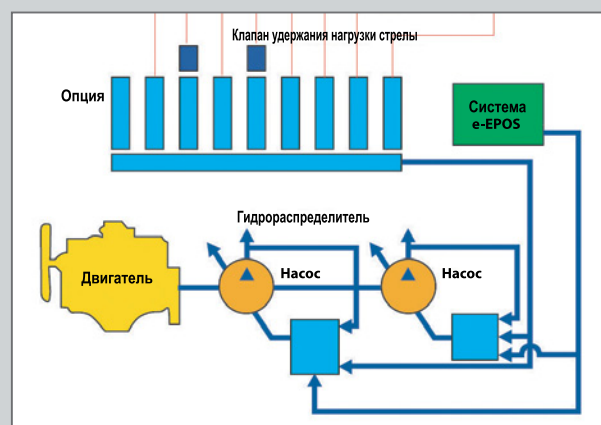 Клапан удержания нагрузки стрелы
Опция
Система
e-EPOS
Гидрораспределитель
Двигатель
Насос
Насос